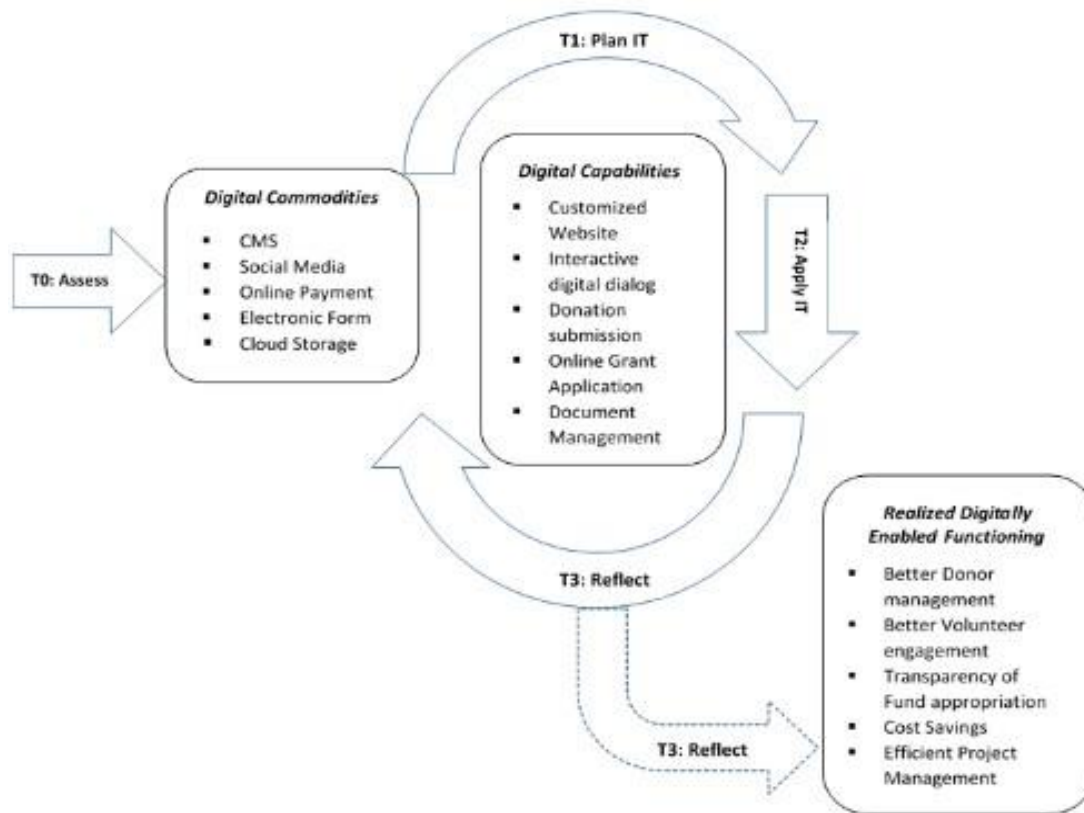 T1: Plan IT
Digital Commodities
▪ CMS
▪ Social Media
▪ Online Payment
▪ Electronic Form
▪ Cloud Storage
T0: Assess
Digital Capabilities
▪ Customized
Website
▪ Interactive
digital dialog
▪ Donation
submission
▪ Online Grant
Application
▪ Document
Management
T2: Apply IT
T3: Reflect
T3: Reflect
Realized Digitally
Enabled Functioning
▪ Better Donor
management
▪ Better Volunteer
engagement
▪ Transparency of
Fund appropriation
▪ Cost Savings
▪ Efficient Project
Management